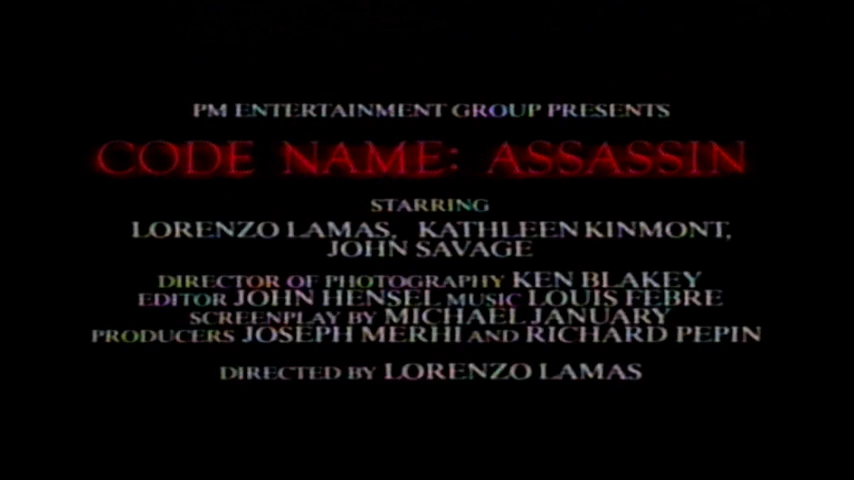 PM ENTERTAINMENT GROUP PRESENTS
CODE NAME: ASSASSIN
STARRING
LORENZO LAMAS, KATHLEEN KINMONT,
JOHN SAVAGE
DIRECTOR OF PHOTOGRAPHY KEN BLAKEY
EDITOR JOHN HENSEL MUSIC LOUIS FEBRE
SCREENPLAY BY MICHAEL JANUARY
PRODUCERS JOSEPH MERHI AND RICHARD PEPIN
DIRECTED BY LORENZO LAMAS